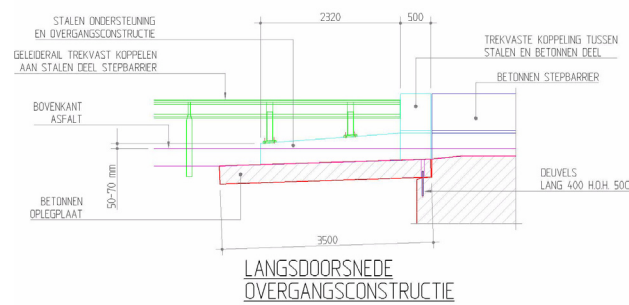 STALEN ONDERSTEUNING
EN OVERGANGSCONSTRUCTIE
2320
500
TREKVASTE KOPPELING TUSSEN
STALEN EN BETONNEN DEEL
GELEIDERAIL TREKVAST KOPPELEN
AAN STALEN DEEL STEPBARRIER
BETONNEN STEPBARRIER
BOVENKANT
ASFALT
50-70 mm
BETONNEN
OPLEGPLAAT
DEUVELS
LANG 400 H.O.H. 500
3500
LANGSDOORSNEDE
OVERGANGSCONSTRUCTIE